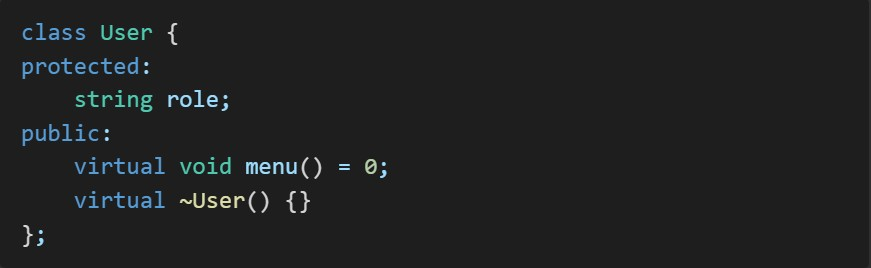 class User {
protected:
    string role;
public:
    virtual void menu() = 0;
    virtual ~User() {}
};